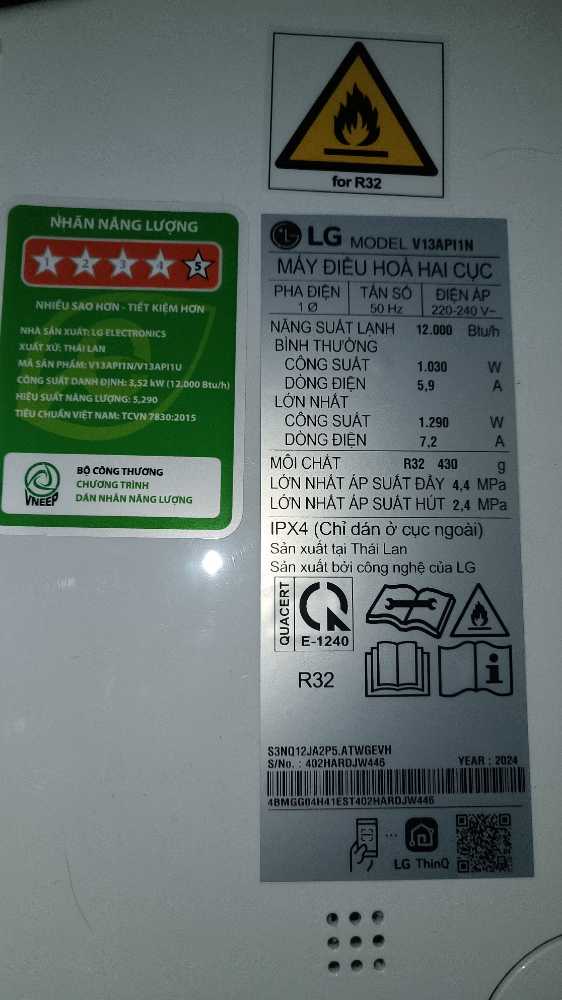 for R32
NHÃN NĂNG LƯỢNG
1 2 3 4 5
NHIỀU SAO HƠN - TIẾT KIỆM HƠN
NHÀ SẢN XUẤT: LG ELECTRONICS
XUẤT XỨ: THÁI LAN
MÃ SẢN PHẨM: V13API1N/V13API1U
CÔNG SUẤT DANH ĐỊNH: 3,52 kW (12.000 Btu/h)
HIỆU SUẤT NĂNG LƯỢNG: 5,290
TIÊU CHUẨN VIỆT NAM: TCVN 7830:2015
VNEEP
BỘ CÔNG THƯƠNG
CHƯƠNG TRÌNH
DÁN NHÃN NĂNG LƯỢNG
LG MODEL V13API1N
MÁY ĐIỀU HOÀ HAI CỤC
PHA ĐIỆN TẦN SỐ ĐIỆN ÁP
1 Ø 50 Hz 220-240 V~
NĂNG SUẤT LẠNH 12.000 Btu/h
BÌNH THƯỜNG
CÔNG SUẤT 1.030 W
DÒNG ĐIỆN 5,9 A
LỚN NHẤT
CÔNG SUẤT 1.290 W
DÒNG ĐIỆN 7,2 A
MÔI CHẤT R32 430 g
LỚN NHẤT ÁP SUẤT ĐẨY 4,4 MPa
LỚN NHẤT ÁP SUẤT HÚT 2,4 MPa
IPX4 (Chỉ dán ở cục ngoài)
Sản xuất tại Thái Lan
Sản xuất bởi công nghệ của LG
QUACERT
E-1240
R32
S3NQ12JA2P5.ATWGEVH
S/No. : 402HARDJW446 YEAR : 2024
4BMGG04H41EST402HARDJW446
LG ThinQ